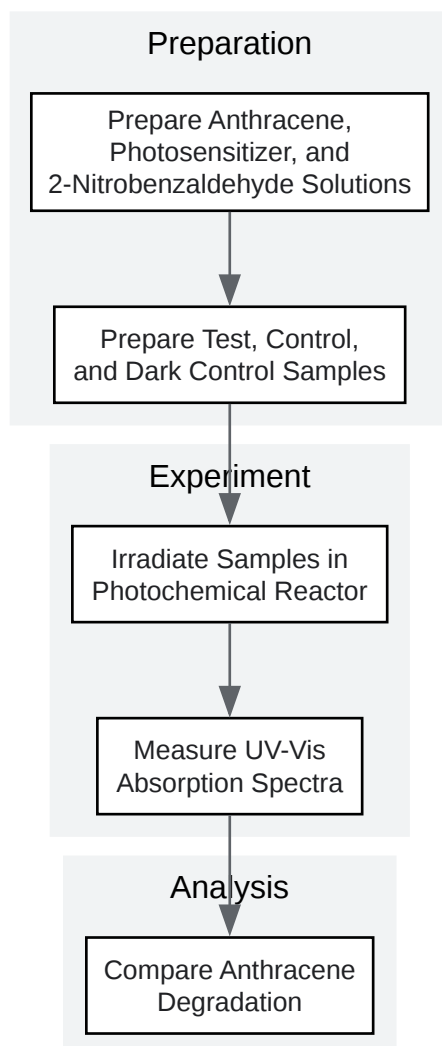 Preparation
Prepare Anthracene,
Photosensitizer, and
2-Nitrobenzaldehyde Solutions
Prepare Test, Control,
and Dark Control Samples
Experiment
Irradiate Samples in
Photochemical Reactor
Measure UV-Vis
Absorption Spectra
Analysis
Compare Anthracene
Degradation